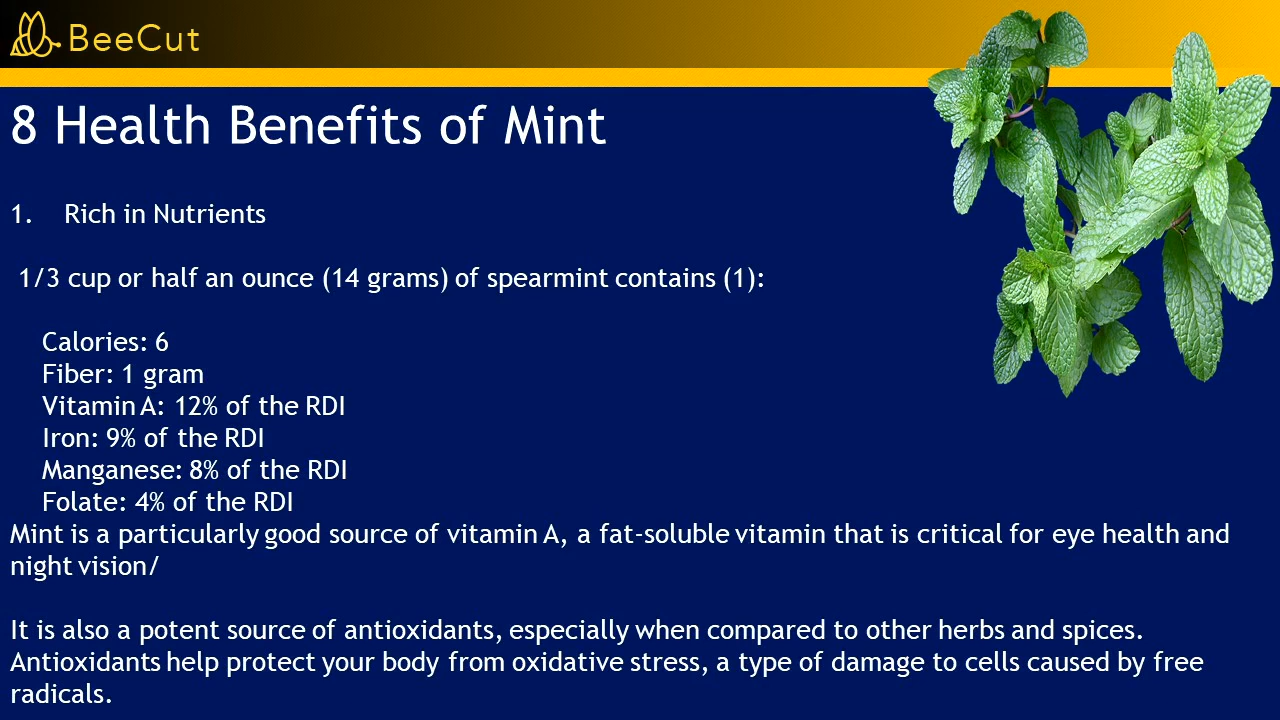 BeeCut
8 Health Benefits of Mint
1. Rich in Nutrients
1/3 cup or half an ounce (14 grams) of spearmint contains (1):
Calories: 6
Fiber: 1 gram
Vitamin A: 12% of the RDI
Iron: 9% of the RDI
Manganese: 8% of the RDI
Folate: 4% of the RDI
Mint is a particularly good source of vitamin A, a fat-soluble vitamin that is critical for eye health and
night vision/
It is also a potent source of antioxidants, especially when compared to other herbs and spices.
Antioxidants help protect your body from oxidative stress, a type of damage to cells caused by free
radicals.